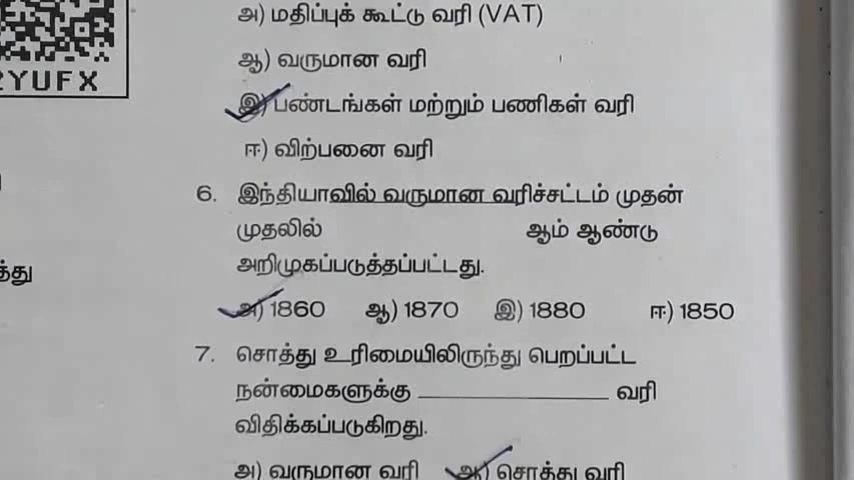 அ) மதிப்புக் கூட்டு வரி (VAT)
ஆ) வருமான வரி
இ) பண்டங்கள் மற்றும் பணிகள் வரி
ஈ) விற்பனை வரி
2YUFX
6. இந்தியாவில் வருமான வரிச்சட்டம் முதன்
முதலில் ஆம் ஆண்டு
அறிமுகப்படுத்தப்பட்டது.
அ) 1860 ஆ) 1870 இ) 1880 ஈ) 1850
7. சொத்து உரிமையிலிருந்து பெறப்பட்ட
நன்மைகளுக்கு ____________ வரி
விதிக்கப்படுகிறது.
அ) வருமான வரி ஆ) சொத்து வரி